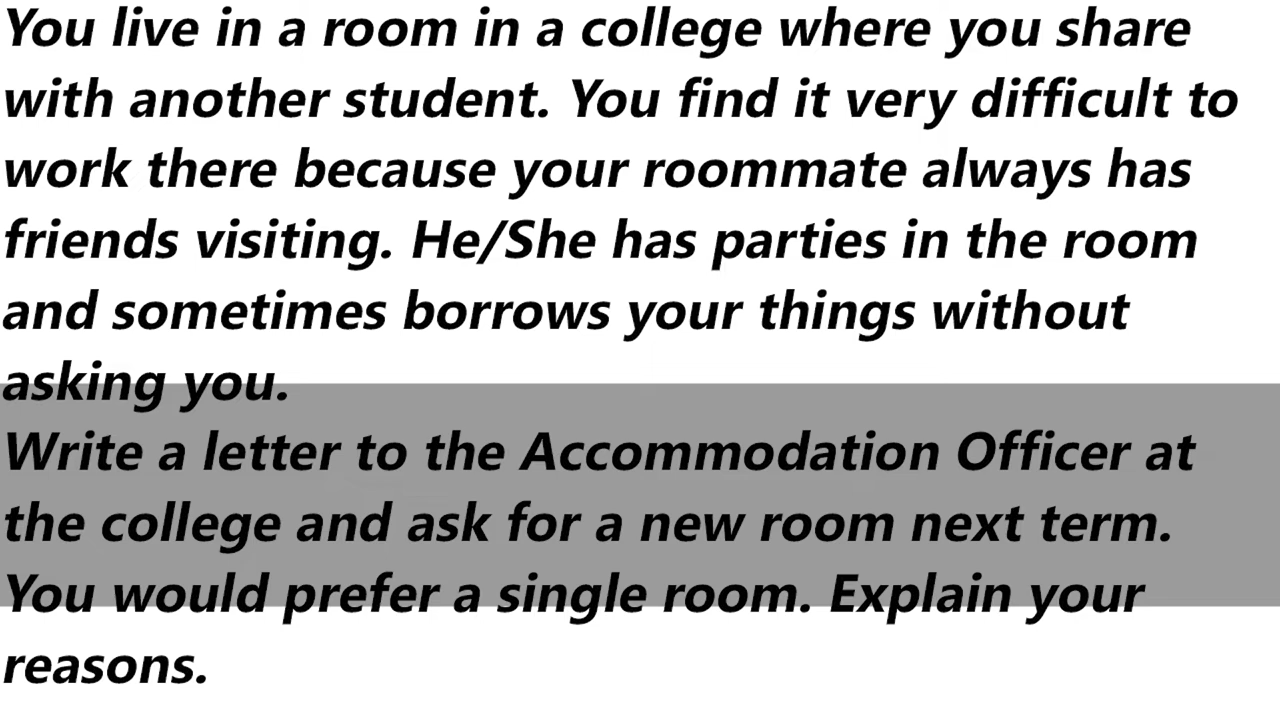 You live in a room in a college where you share
with another student. You find it very difficult to
work there because your roommate always has
friends visiting. He/She has parties in the room
and sometimes borrows your things without
asking you.
Write a letter to the Accommodation Officer at
the college and ask for a new room next term.
You would prefer a single room. Explain your
reasons.